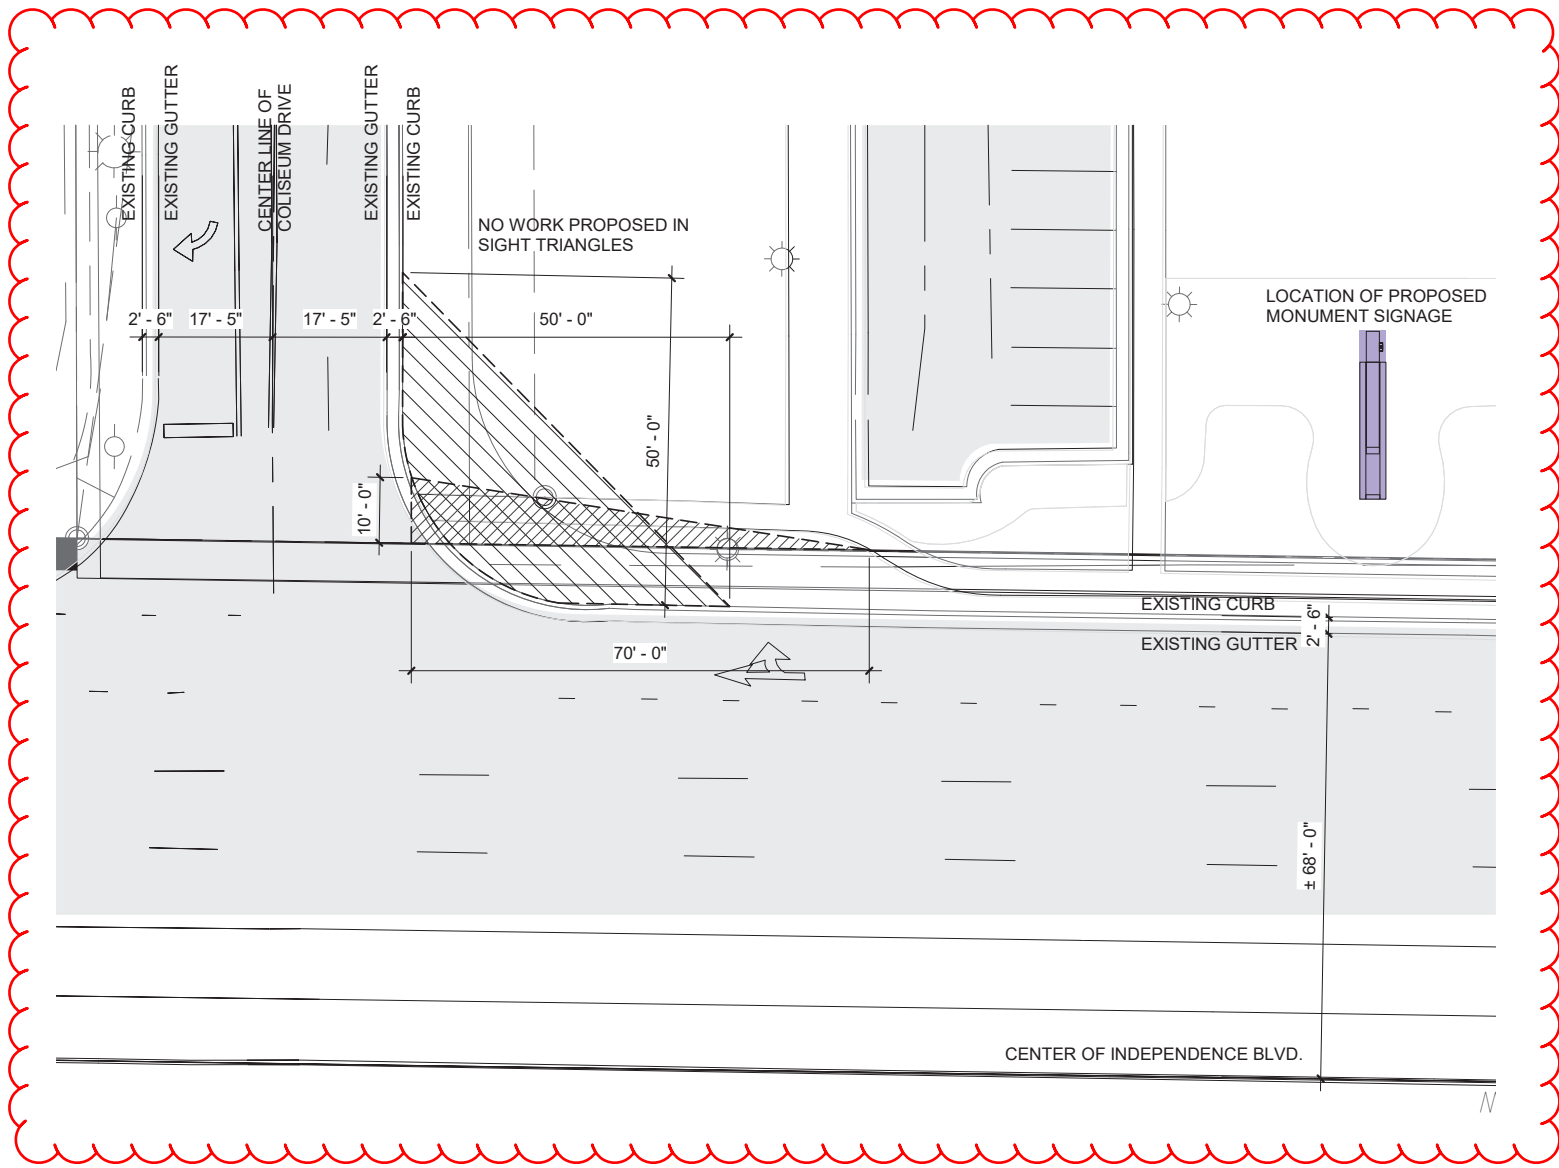 EXISTING CURB
EXISTING GUTTER
CENTER LINE OF
COLISEUM DRIVE
EXISTING GUTTER
EXISTING CURB
NO WORK PROPOSED IN
SIGHT TRIANGLES
LOCATION OF PROPOSED
MONUMENT SIGNAGE
2' - 6"
17' - 5"
17' - 5"
2' - 6"
50' - 0"
50' - 0"
10' - 0"
EXISTING CURB
2' - 6"
EXISTING GUTTER
70' - 0"
± 68' - 0"
CENTER OF INDEPENDENCE BLVD.
N